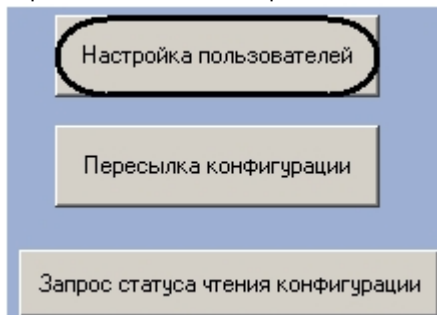 Настройка пользователей
Пересылка конфигурации
Запрос статуса чтения конфигурации